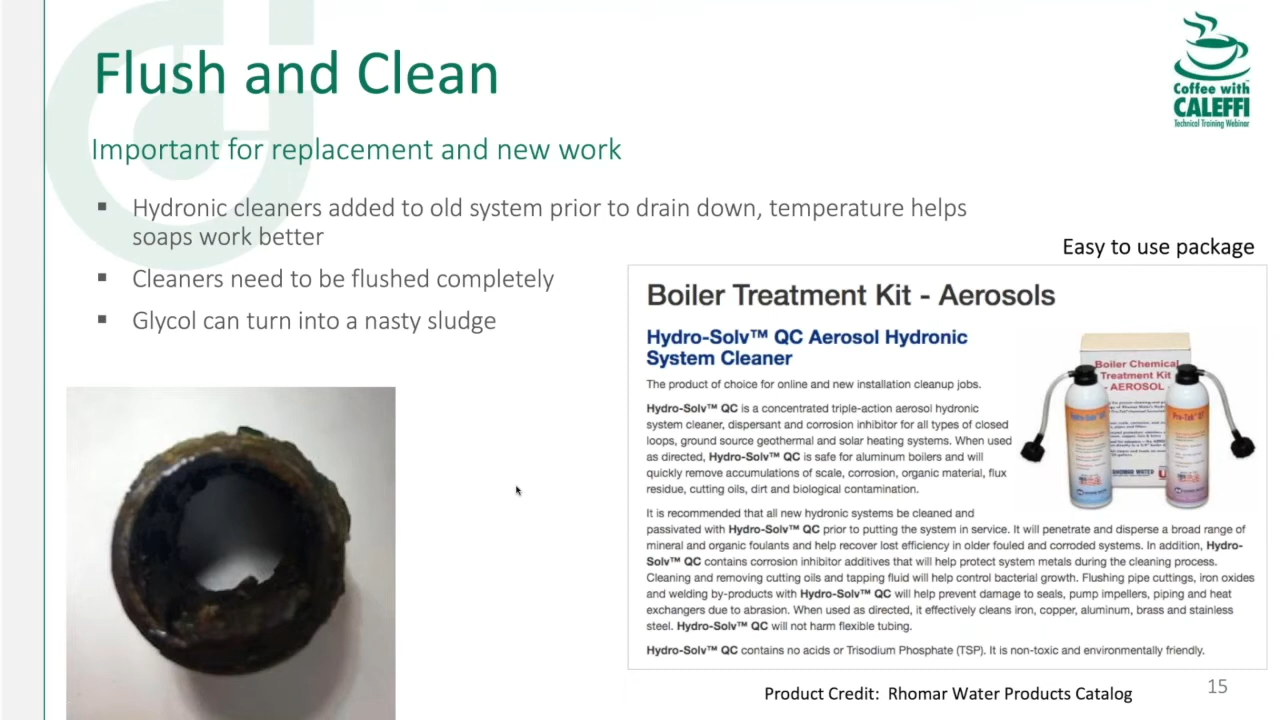 Flush and Clean
Coffee with
CALEFFI
Technical Training Webinar
Important for replacement and new work
▪ Hydronic cleaners added to old system prior to drain down, temperature helps
soaps work better
▪ Cleaners need to be flushed completely
▪ Glycol can turn into a nasty sludge
Easy to use package
Boiler Treatment Kit - Aerosols
Hydro-Solv™ QC Aerosol Hydronic
System Cleaner
The product of choice for online and new installation cleanup jobs.
Hydro-Solv™ QC is a concentrated triple-action aerosol hydronic
system cleaner, dispersant and corrosion inhibitor for all types of closed
loops, ground source geothermal and solar heating systems. When used
as directed, Hydro-Solv™ QC is safe for aluminum boilers and will
quickly remove accumulations of scale, corrosion, organic material, flux
residue, cutting oils, dirt and biological contamination.
Boiler Chemical
Treatment Kit
- AEROSOL -
RHOMAR WATER
It is recommended that all new hydronic systems be cleaned and
passivated with Hydro-Solv™ QC prior to putting the system in service. It will penetrate and disperse a broad range of
mineral and organic foulants and help recover lost efficiency in older fouled and corroded systems. In addition, Hydro-
Solv™ QC contains corrosion inhibitor additives that will help protect system metals during the cleaning process.
Cleaning and removing cutting oils and tapping fluid will help control bacterial growth. Flushing pipe cuttings, iron oxides
and welding by-products with Hydro-Solv™ QC will help prevent damage to seals, pump impellers, piping and heat
exchangers due to abrasion. When used as directed, it effectively cleans iron, copper, aluminum, brass and stainless
steel. Hydro-Solv™ QC will not harm flexible tubing.
Hydro-Solv™ QC contains no acids or Trisodium Phosphate (TSP). It is non-toxic and environmentally friendly.
Product Credit: Rhomar Water Products Catalog
15